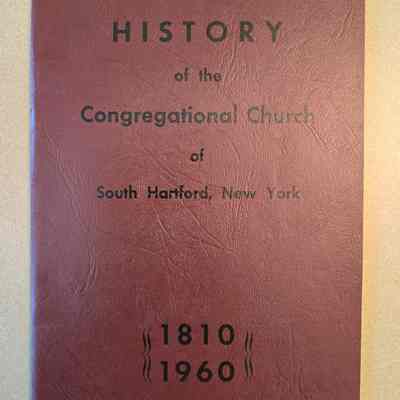 HISTORY
of the
Congregational Church
of
South Hartford, New York
1810
1960